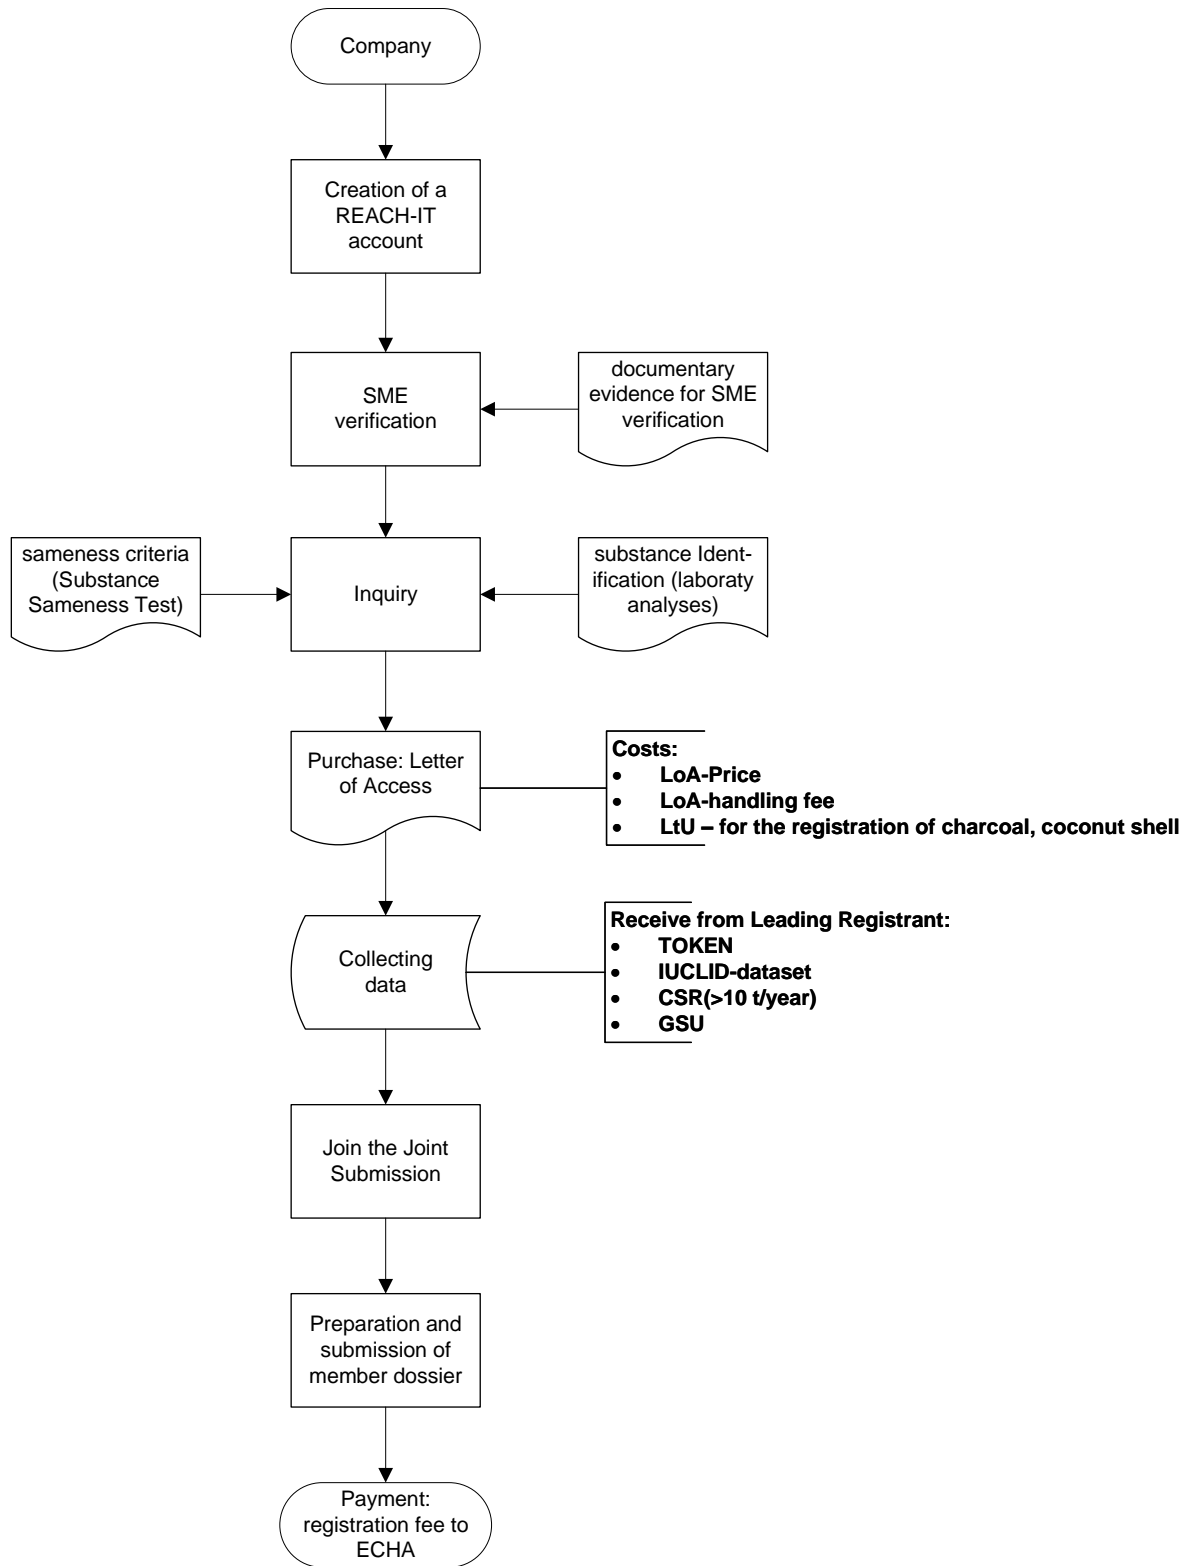 Company
Creation of a
REACH-IT
account
SME
verification
documentary
evidence for SME
verification
sameness criteria
(Substance
Sameness Test)
Inquiry
substance Ident-
ification (laboraty
analyses)
Purchase: Letter
of Access
Costs:
• LoA-Price
• LoA-handling fee
• LtU – for the registration of charcoal, coconut shell
Collecting
data
Receive from Leading Registrant:
• TOKEN
• IUCLID-dataset
• CSR(>10 t/year)
• GSU
Join the Joint
Submission
Preparation and
submission of
member dossier
Payment:
registration fee to
ECHA